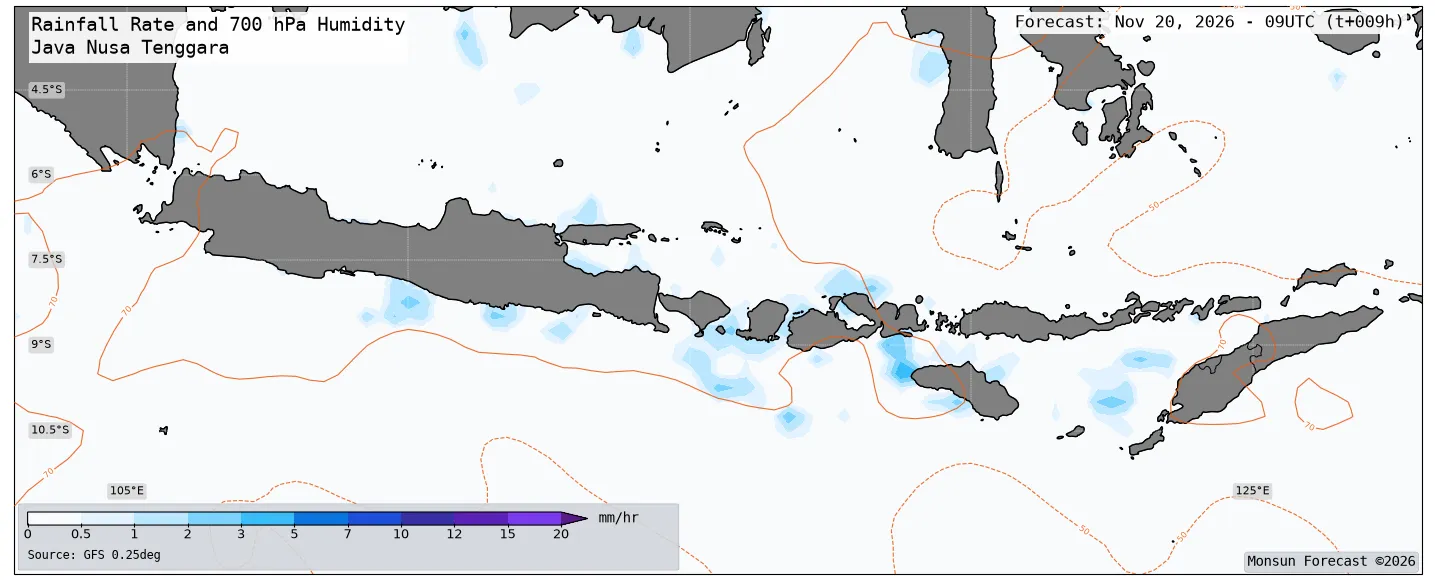 Rainfall Rate and 700 hPa Humidity
Java Nusa Tenggara
Forecast: Nov 20, 2026 - 09UTC (t+009h)
4.5°S
6°S
7.5°S
9°S
10.5°S
105°E
125°E
70
70
70
70
70
50
50
50
0 0.5 1 2 3 5 7 10 12 15 20
mm/hr
Source: GFS 0.25deg
Monsun Forecast ©2026